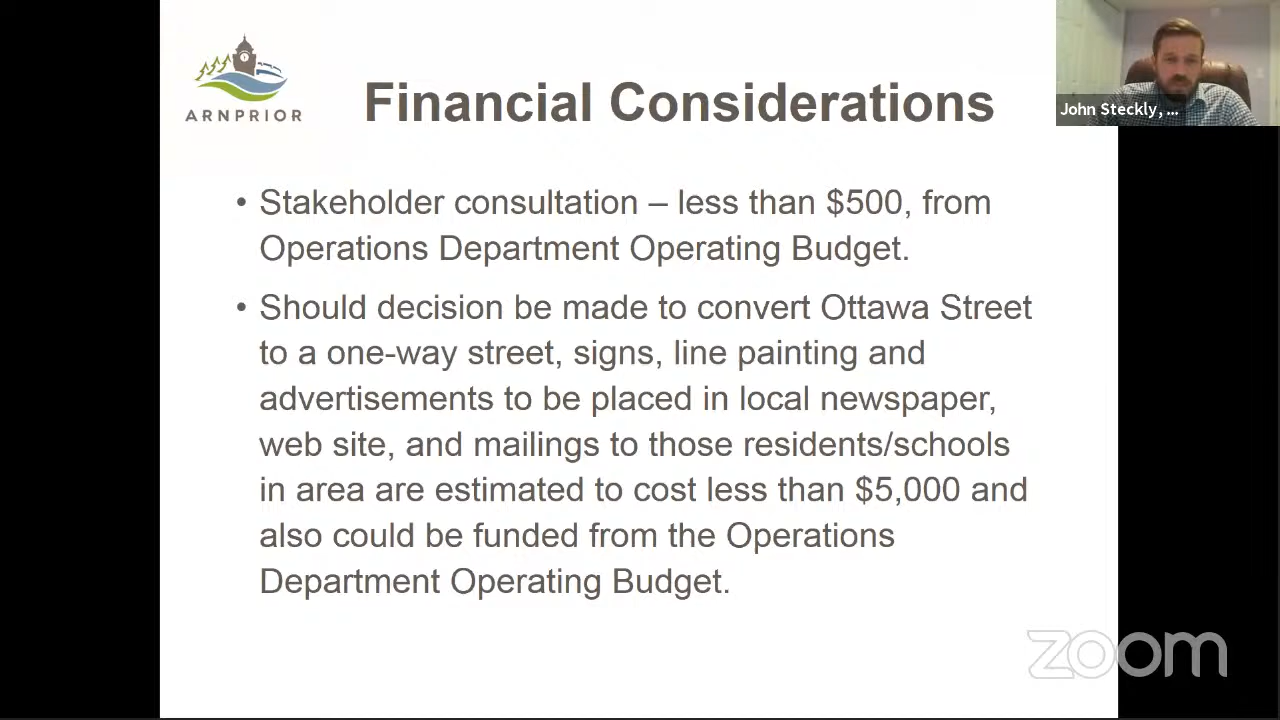 ARNPRIOR
Financial Considerations
John Steckly, ...
• Stakeholder consultation – less than $500, from
Operations Department Operating Budget.
• Should decision be made to convert Ottawa Street
to a one-way street, signs, line painting and
advertisements to be placed in local newspaper,
web site, and mailings to those residents/schools
in area are estimated to cost less than $5,000 and
also could be funded from the Operations
Department Operating Budget.
zoom